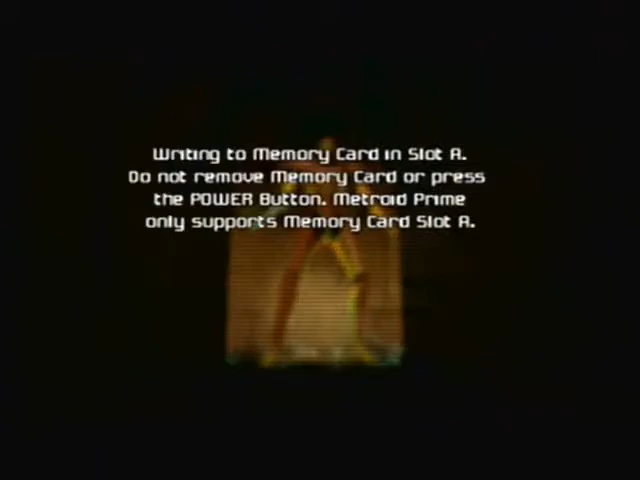 Writing to Memory Card in Slot A.
Do not remove Memory Card or press
the POWER Button. Metroid Prime
only supports Memory Card Slot A.